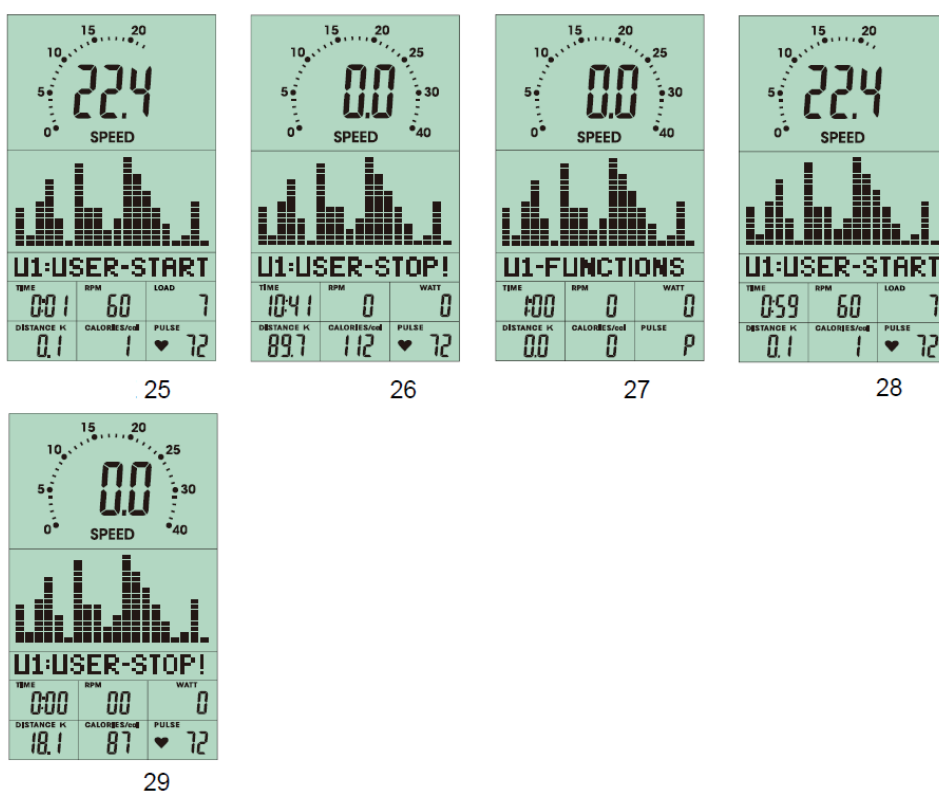 15 20
10
5
0
22.4
SPEED
U1:USER-START
TIME RPM LOAD
0:01 60 7
DISTANCE K CALORIES/cal PULSE
0.1 1 72
25
15 20
10 25
5 30
0 40
0.0
SPEED
U1:USER-STOP!
TIME RPM WATT
10:41 0 0
DISTANCE K CALORIES/cal PULSE
89.7 112 72
26
15 20
10 25
5 30
0 40
0.0
SPEED
U1-FUNCTIONS
TIME RPM WATT
1:00 0 0
DISTANCE K CALORIES/cal PULSE
0.0 0 P
27
15 20
10
5
0
22.4
SPEED
U1:USER-START
TIME RPM LOAD
0:59 60 7
DISTANCE K CALORIES/cal PULSE
0.1 1 72
28
15 20
10 25
5 30
0 40
0.0
SPEED
U1:USER-STOP!
TIME RPM WATT
0:00 00 0
DISTANCE K CALORIES/cal PULSE
18.1 87 72
29